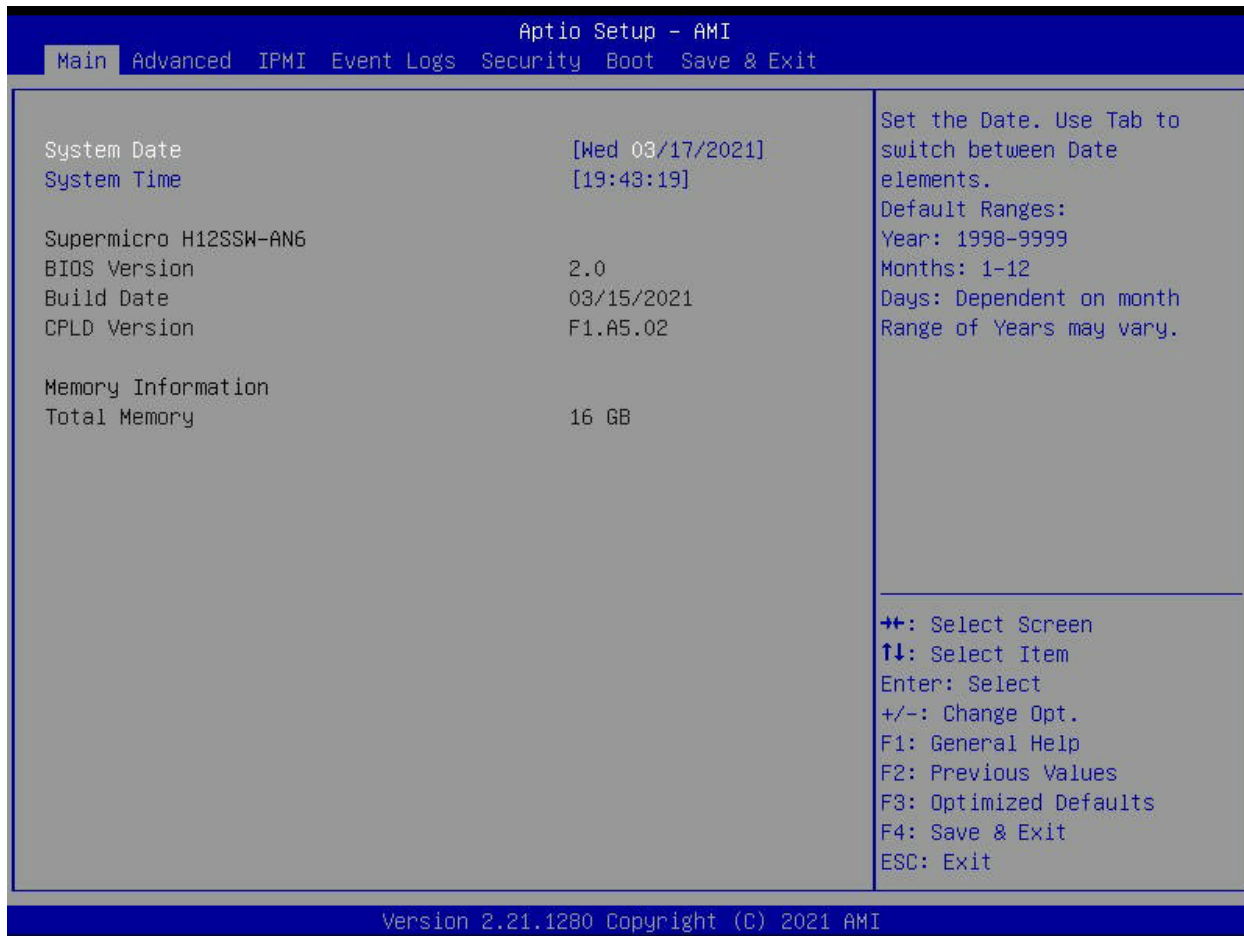 Aptio Setup – AMI
Main Advanced IPMI Event Logs Security Boot Save & Exit
System Date [Wed 03/17/2021]
System Time [19:43:19]
Supermicro H12SSW-AN6
BIOS Version 2.0
Build Date 03/15/2021
CPLD Version F1.A5.02
Memory Information
Total Memory 16 GB
Set the Date. Use Tab to
switch between Date
elements.
Default Ranges:
Year: 1998-9999
Months: 1-12
Days: Dependent on month
Range of Years may vary.
→←: Select Screen
↑↓: Select Item
Enter: Select
+/-: Change Opt.
F1: General Help
F2: Previous Values
F3: Optimized Defaults
F4: Save & Exit
ESC: Exit
Version 2.21.1280 Copyright (C) 2021 AMI